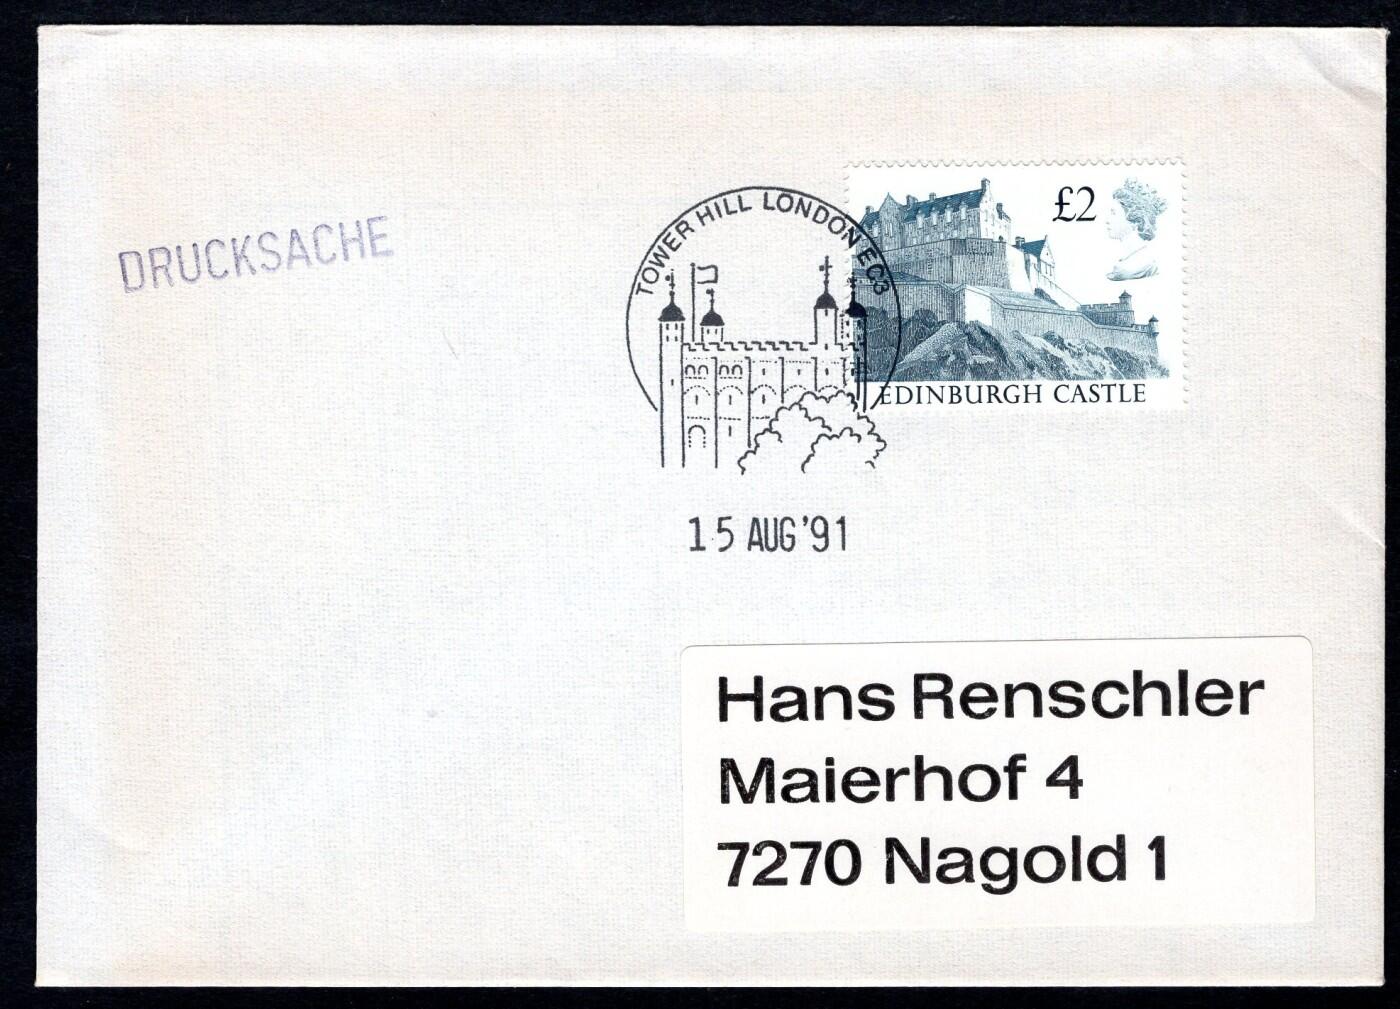 DRUCKSACHE
TOWER HILL LONDON EC3
£2
EDINBURGH CASTLE
15 AUG'91
Hans Renschler
Maierhof 4
7270 Nagold 1